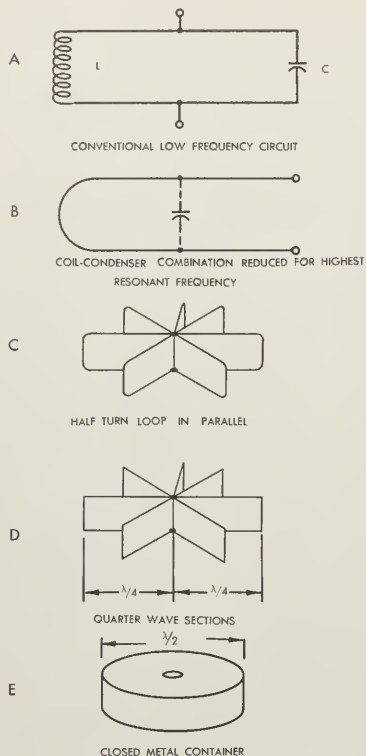 A
L
C
CONVENTIONAL LOW FREQUENCY CIRCUIT
B
COIL-CONDENSER COMBINATION REDUCED FOR HIGHEST
RESONANT FREQUENCY
C
HALF TURN LOOP IN PARALLEL
D
λ/4 λ/4
QUARTER WAVE SECTIONS
λ/2
E
CLOSED METAL CONTAINER